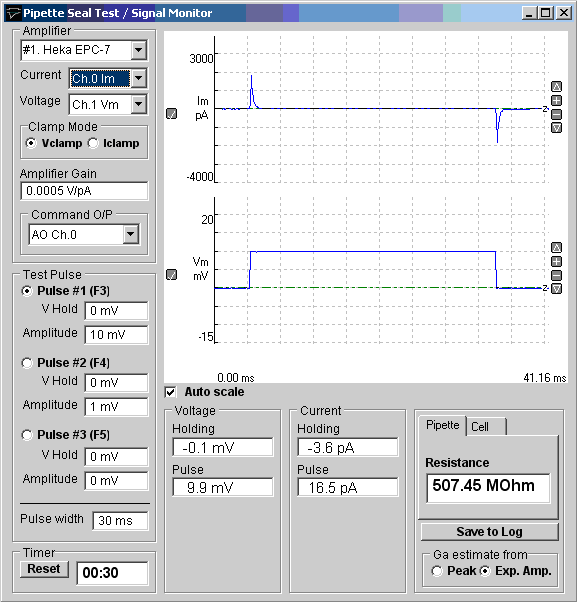 Pipette Seal Test / Signal Monitor
Amplifier
#1. Heka EPC-7
Current
Ch.0 Im
Voltage
Ch.1 Vm
Clamp Mode
Vclamp
Iclamp
Amplifier Gain
0.0005 V/pA
Command O/P
AO Ch.0
Test Pulse
Pulse #1 (F3)
V Hold
0 mV
Amplitude
10 mV
Pulse #2 (F4)
V Hold
0 mV
Amplitude
1 mV
Pulse #3 (F5)
V Hold
0 mV
Amplitude
0 mV
Pulse width
30 ms
Timer
Reset
00:30
3000
Im
pA
-4000
z-
20
Vm
mV
-15
z-
0.00 ms
41.16 ms
Auto scale
Voltage
Holding
-0.1 mV
Pulse
9.9 mV
Current
Holding
-3.6 pA
Pulse
16.5 pA
Pipette
Cell
Resistance
507.45 MOhm
Save to Log
Ga estimate from
Peak
Exp. Amp.